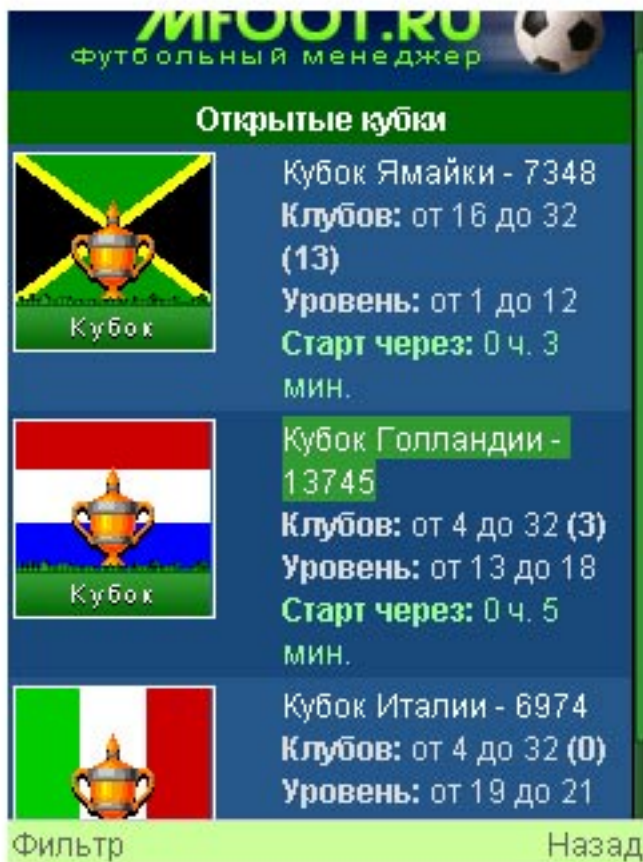 MFOOT.RU
Футбольный менеджер
Открытые кубки
Кубок
Кубок Ямайки - 7348
Клубов: от 16 до 32
(13)
Уровень: от 1 до 12
Старт через: 0 ч. 3
мин.
Кубок
Кубок Голландии -
13745
Клубов: от 4 до 32 (3)
Уровень: от 13 до 18
Старт через: 0 ч. 5
мин.
Кубок Италии - 6974
Клубов: от 4 до 32 (0)
Уровень: от 19 до 21
Фильтр
Назад